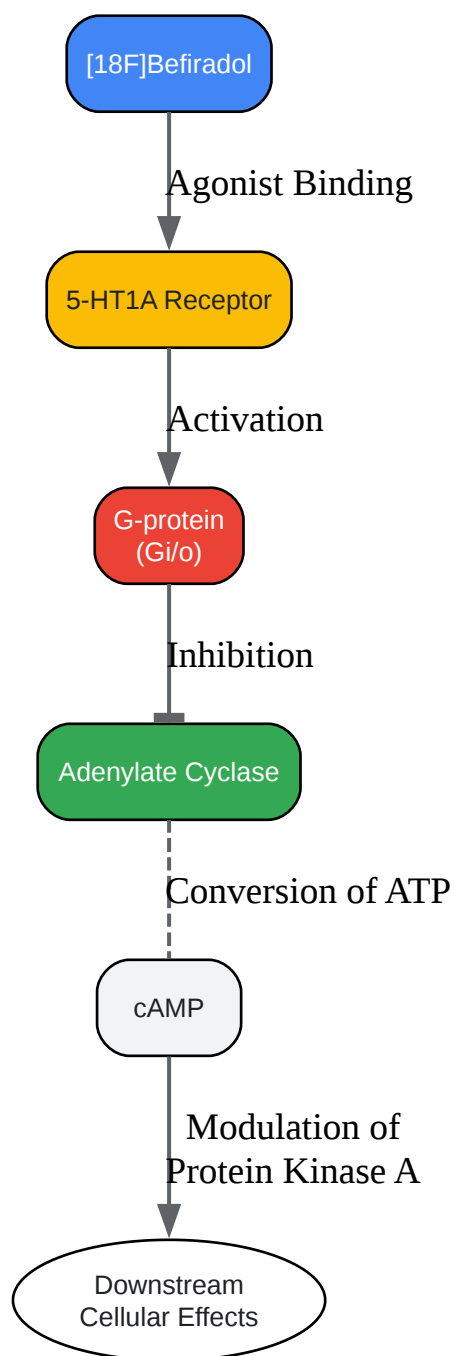 [18F]Befiradol
Agonist Binding
5-HT1A Receptor
Activation
G-protein
(Gi/o)
Inhibition
Adenylate Cyclase
Conversion of ATP
cAMP
Modulation of
Protein Kinase A
Downstream
Cellular Effects